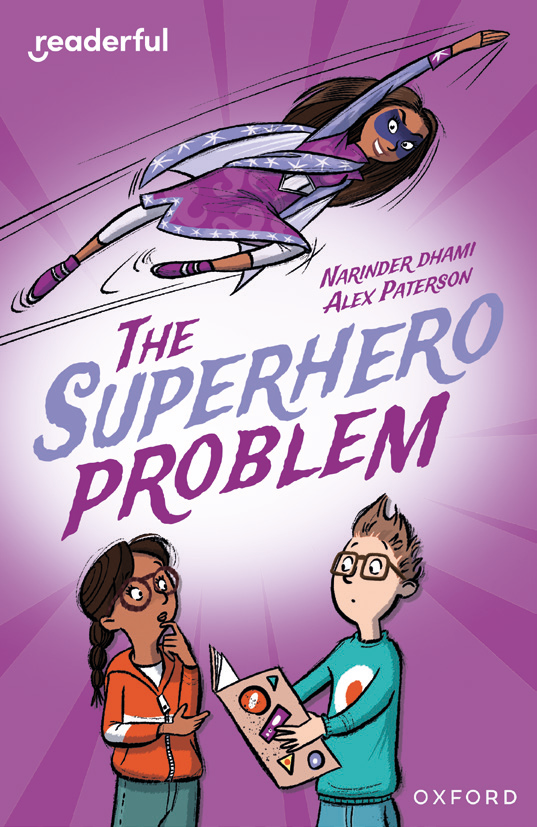 readerful
NARINDER DHAMI
ALEX PATERSON
THE
SUPERHERO
PROBLEM
OXFORD